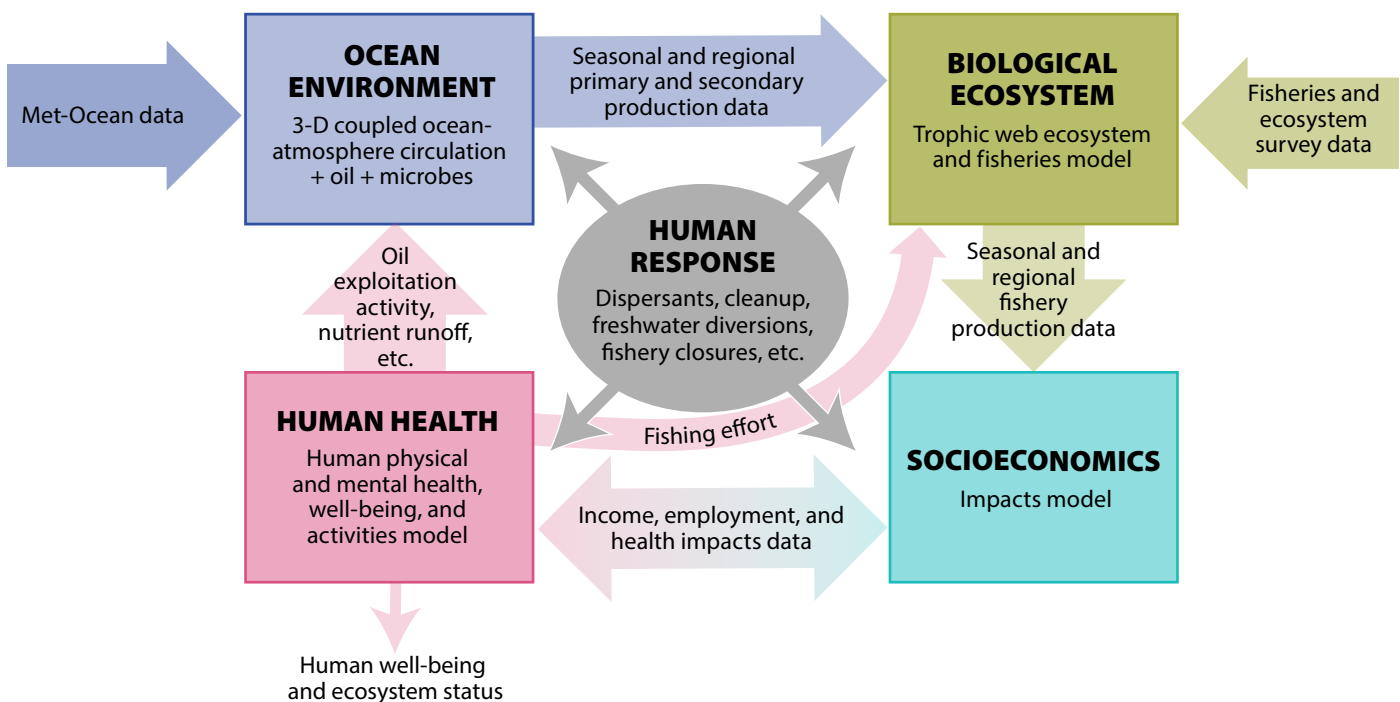 Met-Ocean data
OCEAN
ENVIRONMENT
3-D coupled ocean-
atmosphere circulation
+ oil + microbes
Seasonal and regional
primary and secondary
production data
BIOLOGICAL
ECOSYSTEM
Trophic web ecosystem
and fisheries model
Fisheries and
ecosystem
survey data
HUMAN
RESPONSE
Dispersants, cleanup,
freshwater diversions,
fishery closures, etc.
Oil
exploitation
activity,
nutrient runoff,
etc.
Seasonal and
regional
fishery
production data
HUMAN HEALTH
Human physical
and mental health,
well-being, and
activities model
Fishing effort
Income, employment, and
health impacts data
SOCIOECONOMICS
Impacts model
Human well-being
and ecosystem status